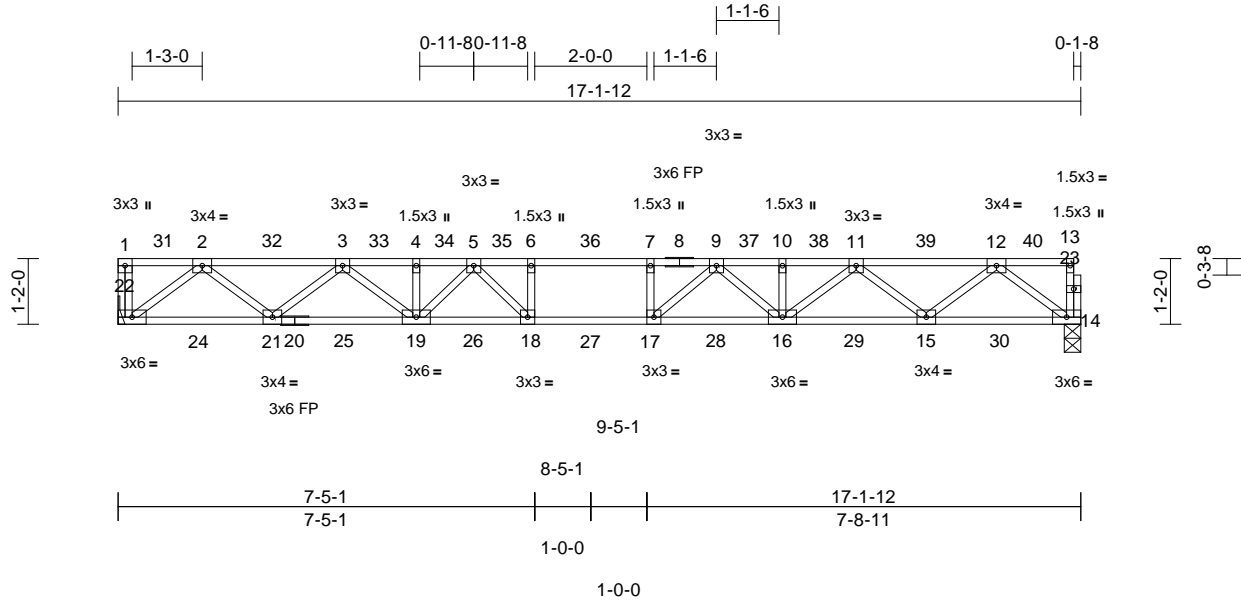 1-1-6
0-11-8 0-11-8 0-1-8
1-3-0 2-0-0 1-1-6
17-1-12
3x3 =
3x6 FP
3x3 = 1.5x3 =
3x3 II 3x3 = 3x4 =
3x4 = 1.5x3 II 1.5x3 II 1.5x3 II 1.5x3 II 3x3 = 1.5x3 II
1 31 2 32 3 33 4 34 5 35 6 36 7 8 9 37 10 38 11 39 12 40 13
23
1-2-0 22 1-2-0 0-3-8
14
24 21 20 25 19 26 18 27 17 28 16 29 15 30
3x6 = 3x6 = 3x3 = 3x3 = 3x6 = 3x4 = 3x6 =
3x4 =
3x6 FP
9-5-1
8-5-1
7-5-1 17-1-12
7-5-1 7-8-11
1-0-0
1-0-0